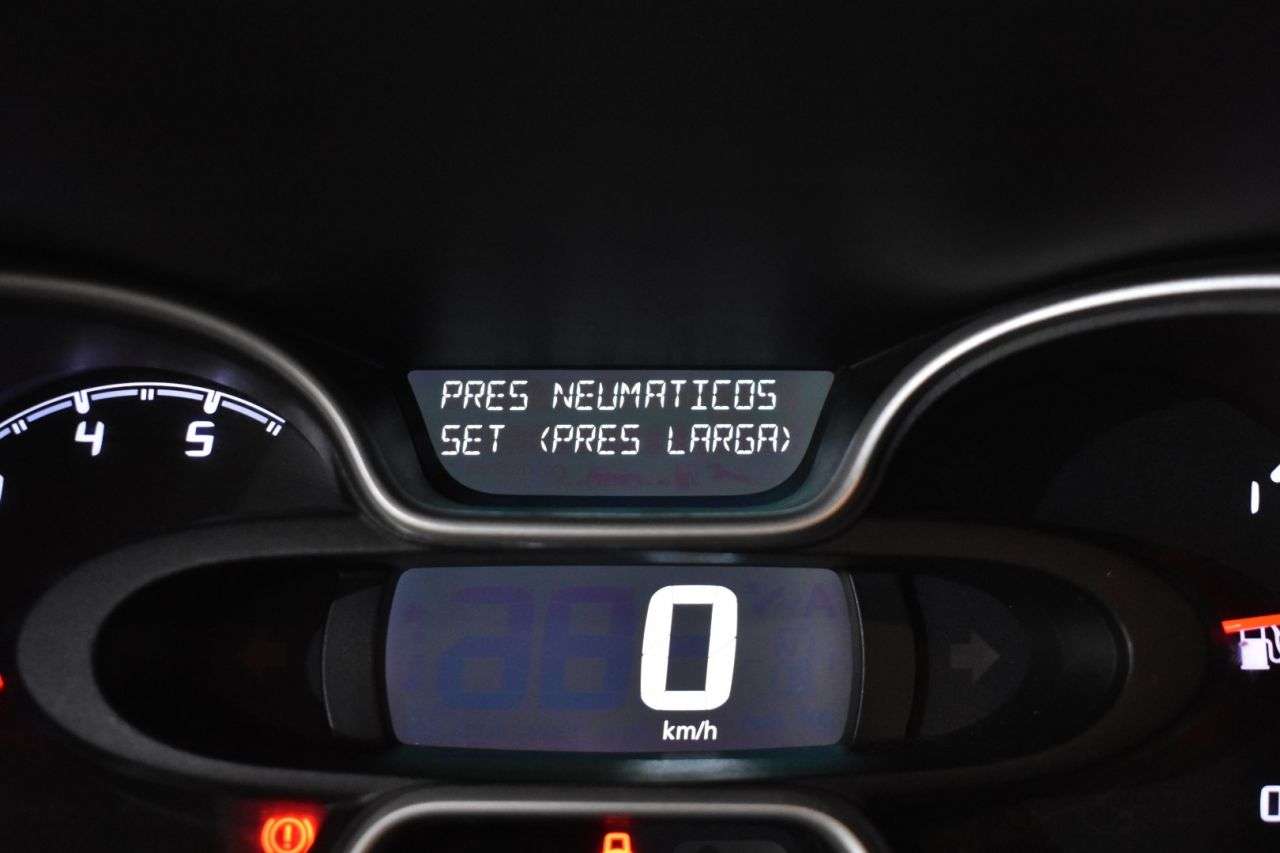 PRES NEUMATICOS
SET (PRES LARGA)
4 5
0
km/h